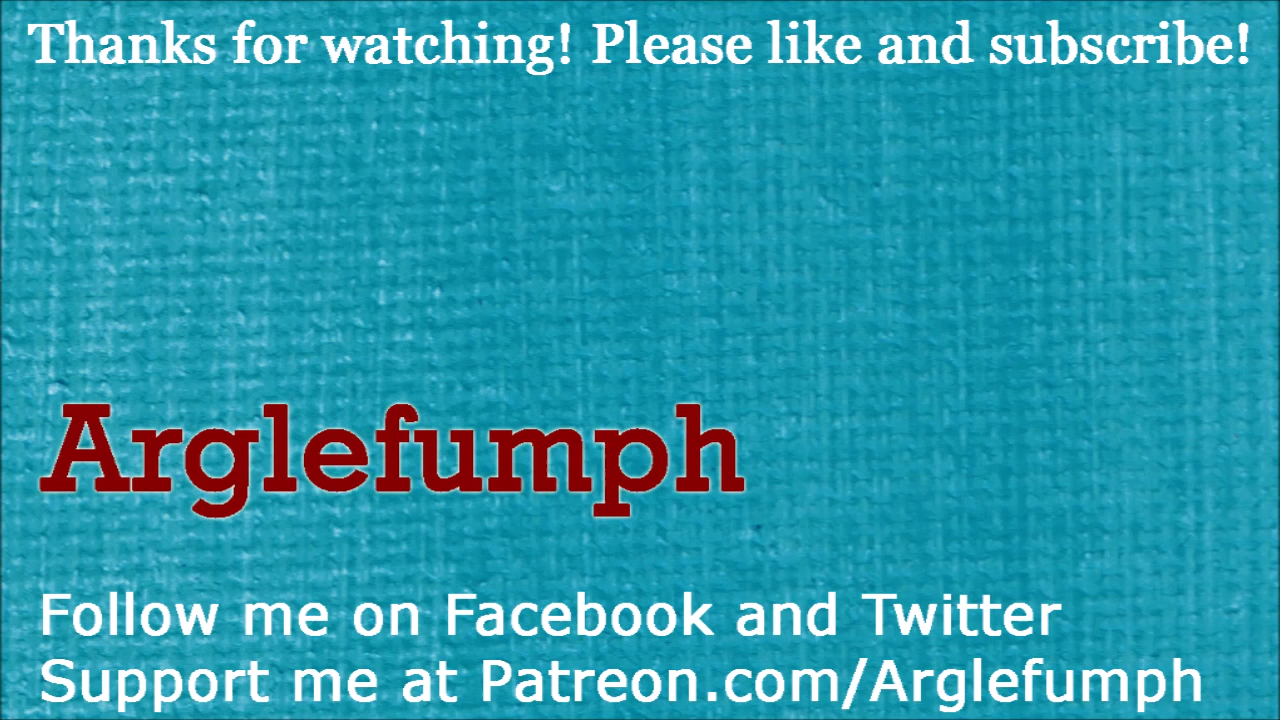 Thanks for watching! Please like and subscribe!
Arglefumph
Follow me on Facebook and Twitter
Support me at Patreon.com/Arglefumph